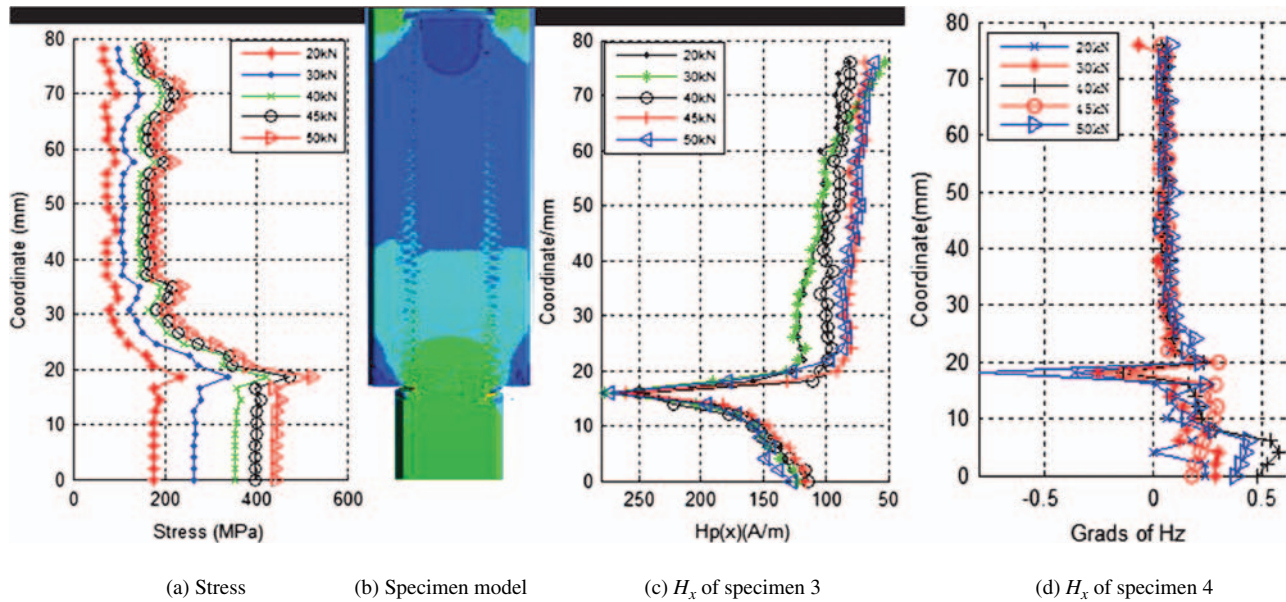 80
70
60
50
40
30
20
10
0
Coordinate (mm)
20kN
30kN
40kN
45kN
50kN
0 200 400 600
Stress (MPa)
80
70
60
50
40
30
20
10
0
Coordinate/mm
20kN
30kN
40kN
45kN
50kN
250 200 150 100 50
Hp(x)(A/m)
80
70
60
50
40
30
20
10
0
Coordinate(mm)
20kN
30kN
40kN
45kN
50kN
-0.5 0 0.5
Grads of Hz
(a) Stress
(b) Specimen model
(c) Hx of specimen 3
(d) Hx of specimen 4